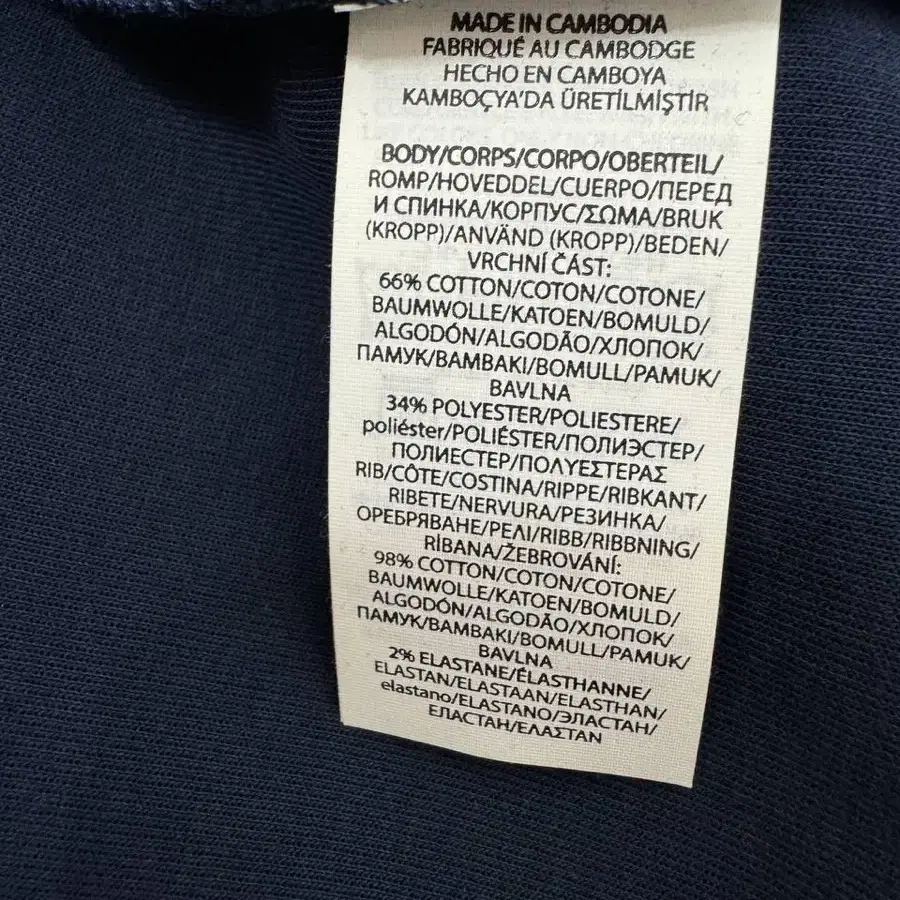 MADE IN CAMBODIA
FABRIQUÉ AU CAMBODGE
HECHO EN CAMBOYA
KAMBOÇYA'DA ÜRETİLMİŞTİR
BODY/CORPS/CORPO/OBERTEIL/
ROMP/HOVEDDEL/CUERPO/ПЕРЕД
И СПИНКА/КОРПУС/ΣΩΜΑ/BRUK
(KROPP)/ANVÄND (KROPP)/BEDEN/
VRCHNÍ ČÁST:
66% COTTON/COTON/COTONE/
BAUMWOLLE/KATOEN/BOMULD/
ALGODÓN/ALGODÃO/ХЛОПОК/
ПАМУК/ΒΑΜΒΑΚΙ/BOMULL/PAMUK/
BAVLNA
34% POLYESTER/POLIESTERE/
poliéster/POLIÉSTER/ПОЛИЭСТЕР/
ПОЛИЕСТЕР/ΠΟΛΥΕΣΤΕΡΑΣ
RIB/CÔTE/COSTINA/RIPPE/RIBKANT/
RIBETE/NERVURA/РЕЗИНКА/
ОРЕБРЯВАНЕ/ΡΕΛΙ/RIBB/RIBBNING/
RİBANA/ŽEBROVÁNÍ:
98% COTTON/COTON/COTONE/
BAUMWOLLE/KATOEN/BOMULD/
ALGODÓN/ALGODÃO/ХЛОПОК/
ПАМУК/ΒΑΜΒΑΚΙ/BOMULL/PAMUK/
BAVLNA
2% ELASTANE/ÉLASTHANNE/
ELASTAN/ELASTAAN/ELASTHAN/
elastano/ELASTANO/ЭЛАСТАН/
ЕЛАСТАН/ΕΛΑΣΤΑΝ